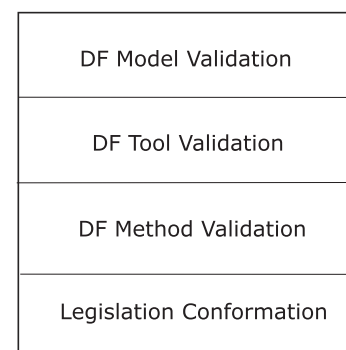 DF Model Validation
DF Tool Validation
DF Method Validation
Legislation Conformation